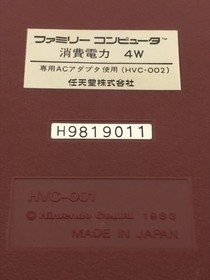 ファミリー コンピュータ™
消費電力 4W
専用ACアダプタ使用 (HVC-002)
任天堂株式会社
H9819011
HVC-001
© Nintendo Co., Ltd. 1983
MADE IN JAPAN